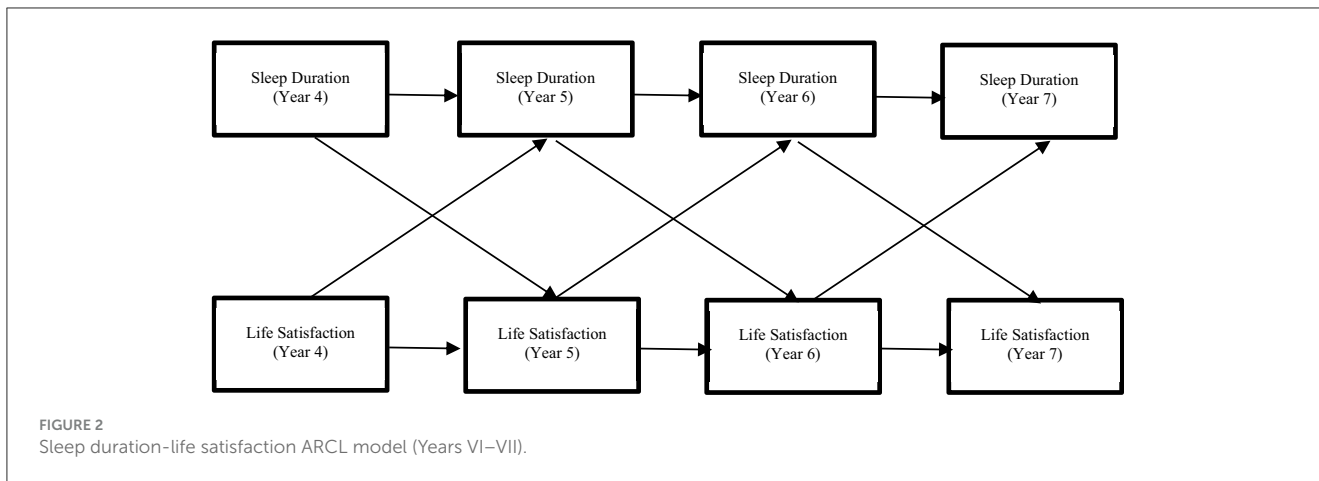 Sleep Duration
(Year 4)
Sleep Duration
(Year 5)
Sleep Duration
(Year 6)
Sleep Duration
(Year 7)
Life Satisfaction
(Year 4)
Life Satisfaction
(Year 5)
Life Satisfaction
(Year 6)
Life Satisfaction
(Year 7)
FIGURE 2
Sleep duration-life satisfaction ARCL model (Years VI–VII).